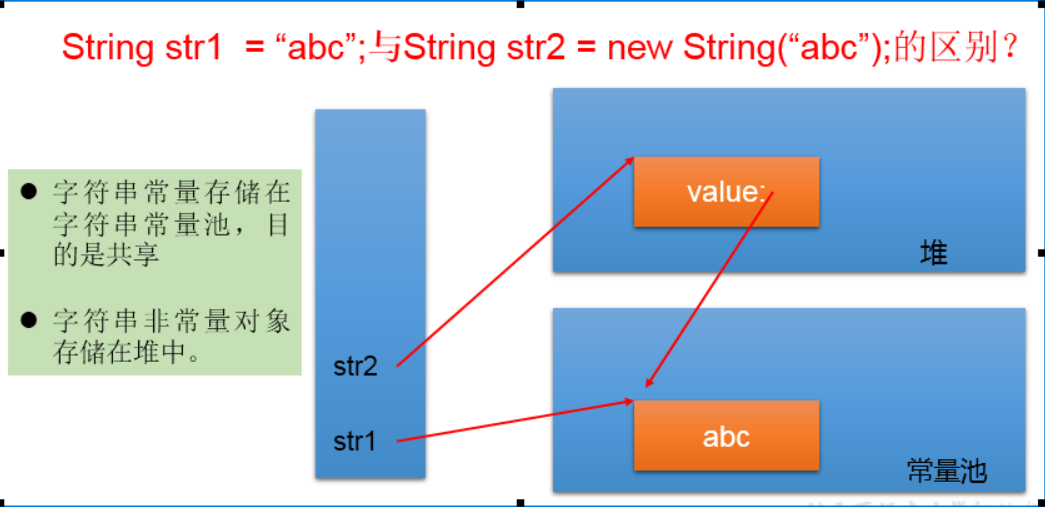 String str1 = “abc”;与String str2 = new String(“abc”);的区别？
字符串常量存储在
字符串常量池，目
的是共享
字符串非常量对象
存储在堆中。
str2
str1
value:
堆
abc
常量池